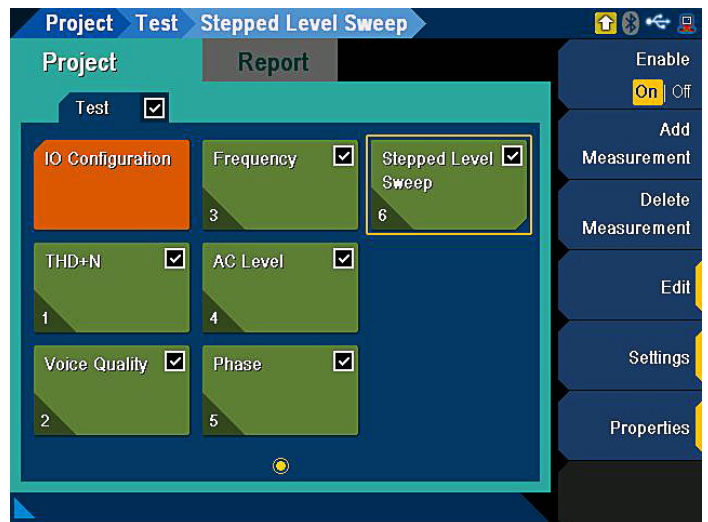 Project Test Stepped Level Sweep
Project Report
Test
IO Configuration
Frequency
3
Stepped Level
Sweep
6
THD+N
1
AC Level
4
Voice Quality
2
Phase
5
Enable
On | Off
Add
Measurement
Delete
Measurement
Edit
Settings
Properties